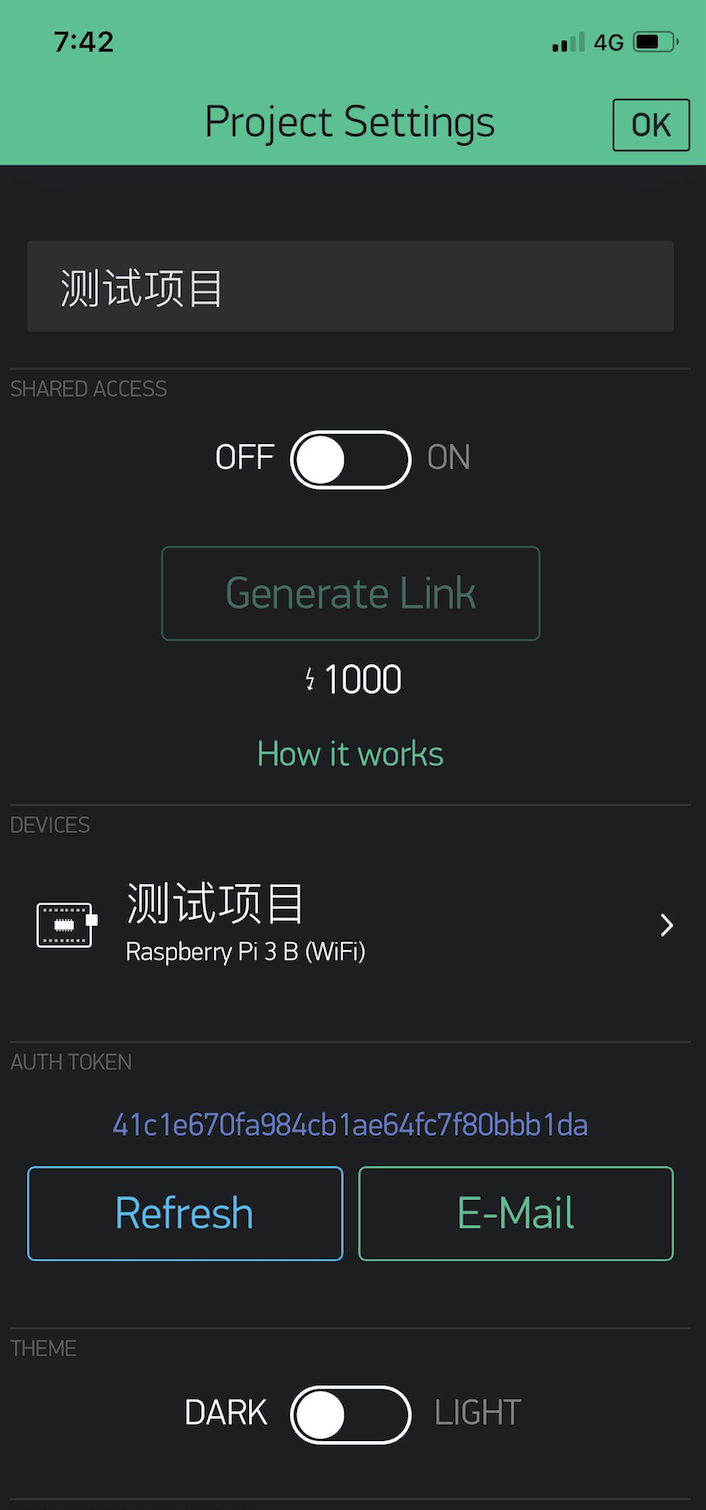 7:42 4G
Project Settings OK
测试项目
SHARED ACCESS
OFF ON
Generate Link
1000
How it works
DEVICES
测试项目
Raspberry Pi 3 B (WiFi)
AUTH TOKEN
41c1e670fa984cb1ae64fc7f80bbb1da
Refresh E-Mail
THEME
DARK LIGHT